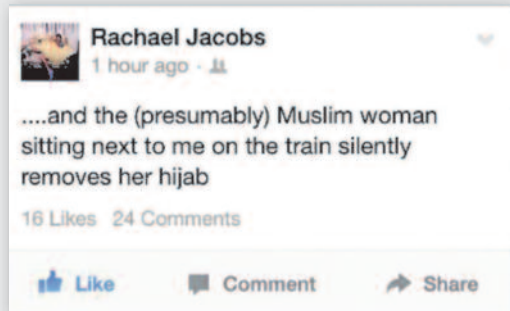 Rachael Jacobs
1 hour ago ·
....and the (presumably) Muslim woman
sitting next to me on the train silently
removes her hijab
16 Likes 24 Comments
Like Comment Share